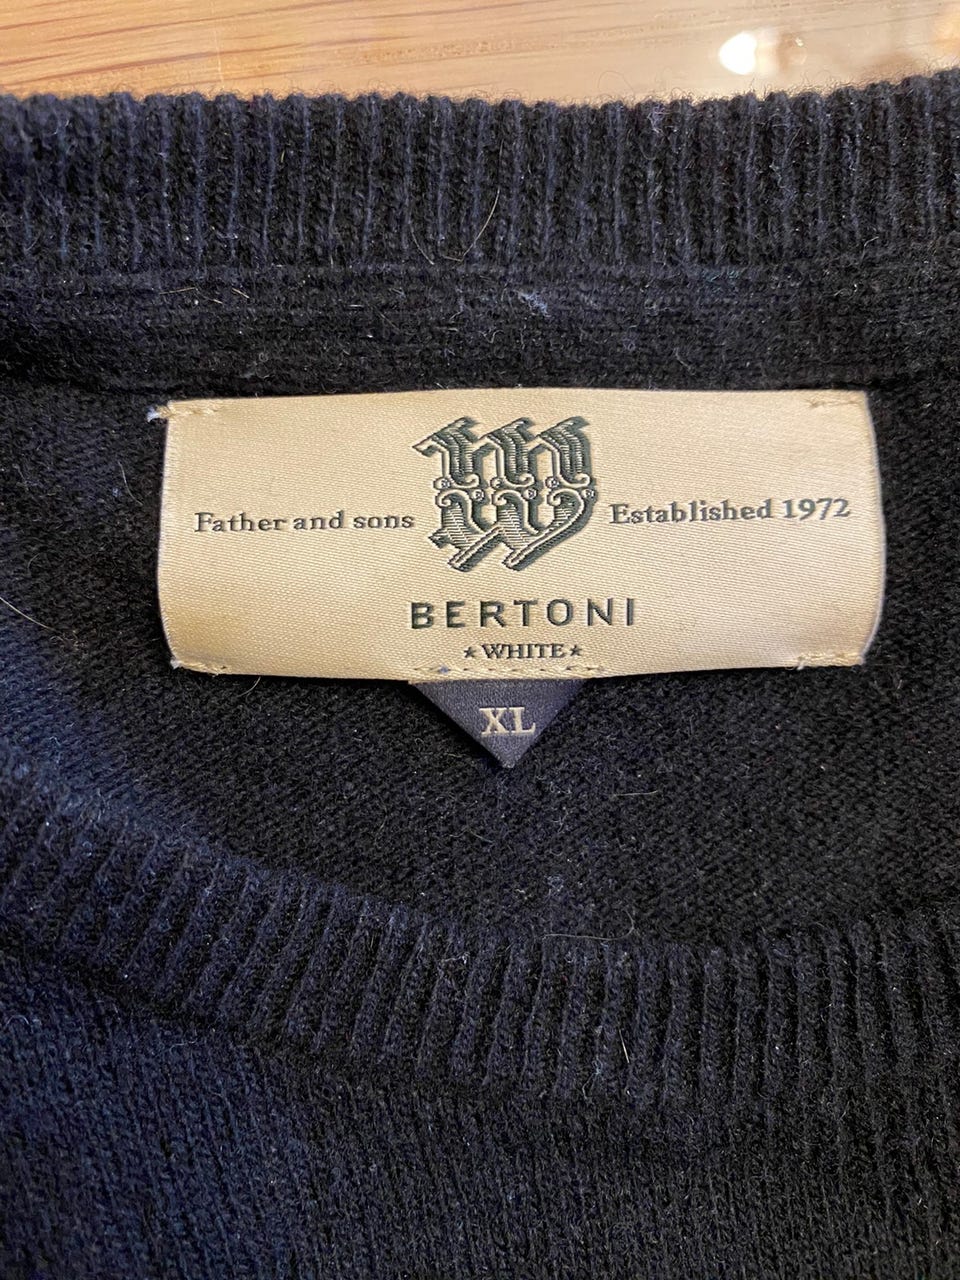 Father and sons W Established 1972
BERTONI
★ WHITE ★
XL